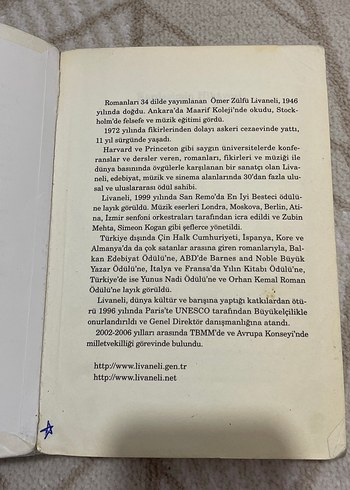 Romanları 34 dilde yayımlanan Ömer Zülfü Livaneli, 1946
yılında doğdu. Ankara'da Maarif Koleji'nde okudu, Stock-
holm'de felsefe ve müzik eğitimi gördü.
1972 yılında fikirlerinden dolayı askeri cezaevinde yattı,
11 yıl sürgünde yaşadı.
Harvard ve Princeton gibi saygın üniversitelerde konfe-
ranslar ve dersler veren, romanları, fikirleri ve müziği ile
dünya basınında övgülerle karşılanan bir sanatçı olan Liva-
neli, edebiyat, müzik ve sinema alanlarında 30'dan fazla ulu-
sal ve uluslararası ödül sahibi.
Livaneli, 1999 yılında San Remo'da En İyi Besteci ödülü-
ne layık görüldü. Müzik eserleri Londra, Moskova, Berlin, Ati-
na, İzmir senfoni orkestraları tarafından icra edildi ve Zubin
Mehta, Simeon Kogan gibi şeflerce yönetildi.
Türkiye dışında Çin Halk Cumhuriyeti, İspanya, Kore ve
Almanya'da da çok satanlar arasına giren romanlarıyla, Bal-
kan Edebiyat Ödülü'ne, ABD'de Barnes and Noble Büyük
Yazar Ödülü'ne, İtalya ve Fransa'da Yılın Kitabı Ödülü'ne,
Türkiye'de ise Yunus Nadi Ödülü'ne ve Orhan Kemal Roman
Ödülü'ne layık görüldü.
Livaneli, dünya kültür ve barışına yaptığı katkılardan ötü-
rü 1996 yılında Paris'te UNESCO tarafından Büyükelçilikle
onurlandırıldı ve Genel Direktör danışmanlığına atandı.
2002-2006 yılları arasında TBMM'de ve Avrupa Konseyi'nde
milletvekilliği görevinde bulundu.
http://www.livaneli.gen.tr
http://www.livaneli.net